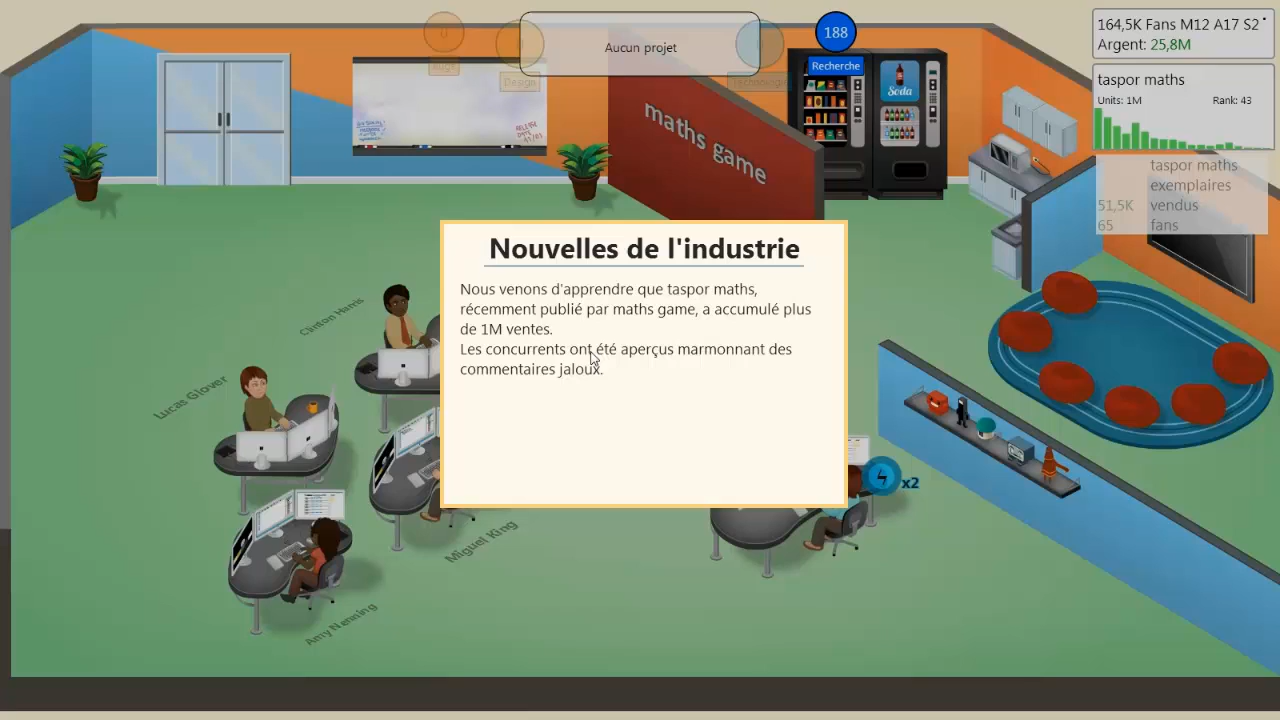 Aucun projet
188
Recherche
Design
164,5K Fans M12 A17 S2
Argent: 25,8M
taspor maths
Units: 1M Rank: 43
taspor maths
exemplaires
51,5K vendus
65 fans
maths game
Soda
Nouvelles de l'industrie
Nous venons d'apprendre que taspor maths,
récemment publié par maths game, a accumulé plus
de 1M ventes.
Les concurrents ont été aperçus marmonnant des
commentaires jaloux.
Clinton Harris
Lucas Glover
x2
Miguel King
Amy Nenning